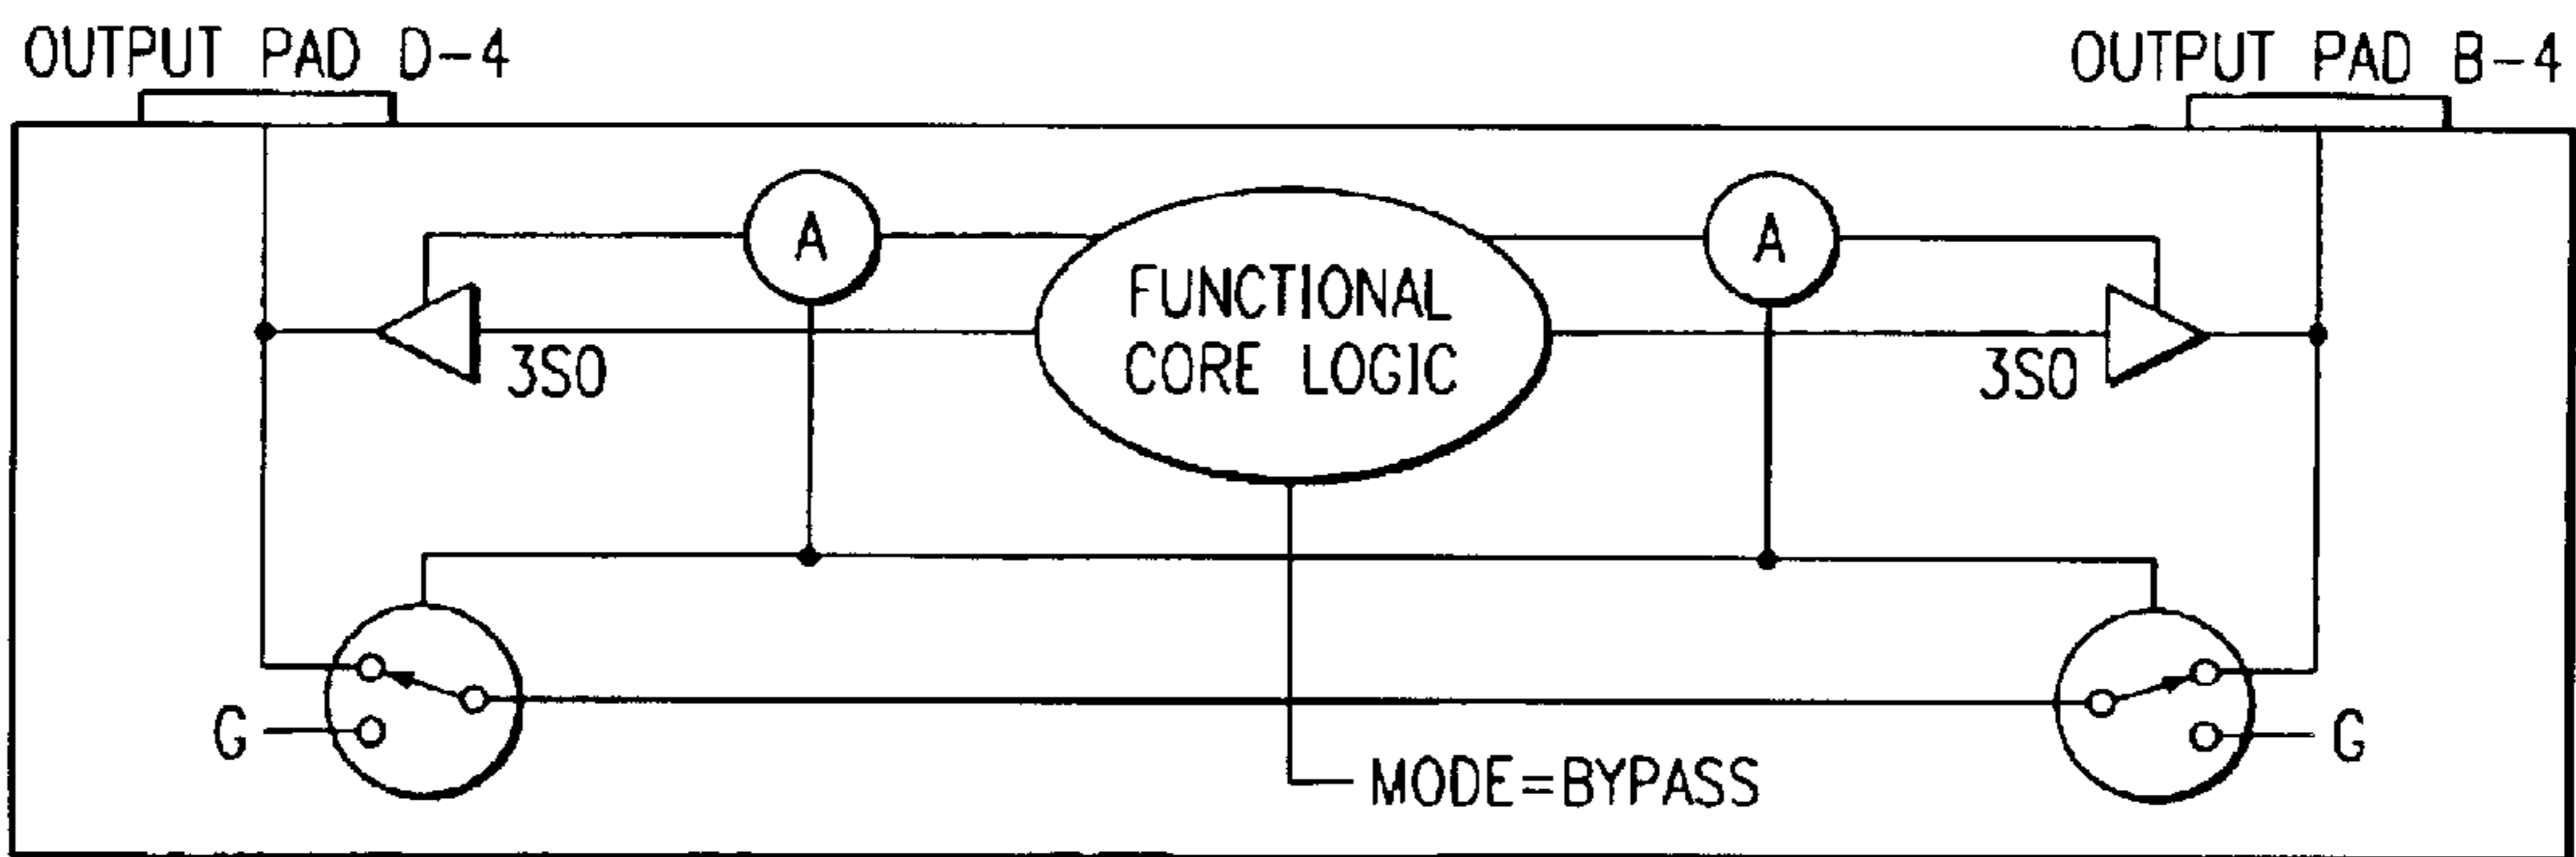 OUTPUT PAD D-4
OUTPUT PAD B-4
A
A
FUNCTIONAL
CORE LOGIC
3SO
3SO
G
G
MODE=BYPASS